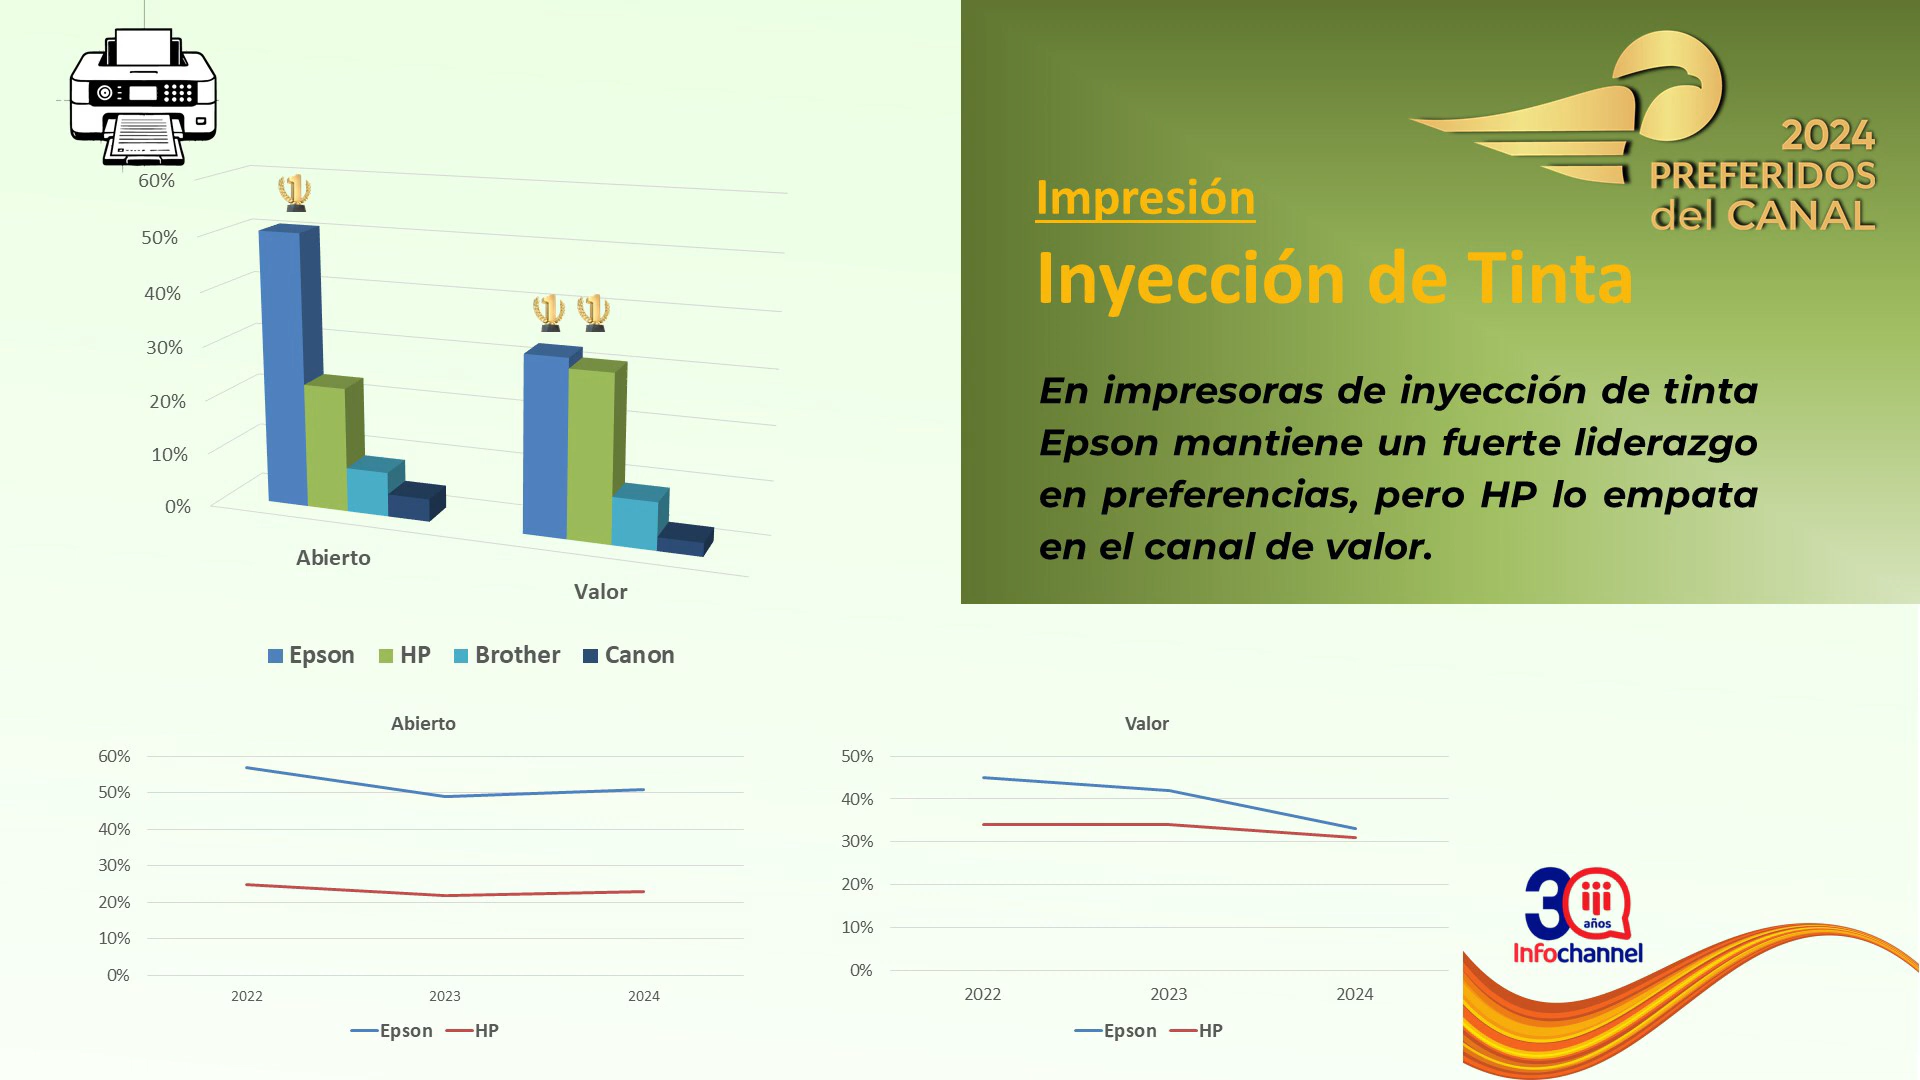 60%
50%
40%
30%
20%
10%
0%
1
1
1
Abierto
Valor
Epson HP Brother Canon
2024
PREFERIDOS
del CANAL
Impresión
Inyección de Tinta
En impresoras de inyección de tinta
Epson mantiene un fuerte liderazgo
en preferencias, pero HP lo empata
en el canal de valor.
Abierto
60%
50%
40%
30%
20%
10%
0%
2022 2023 2024
Epson HP
Valor
50%
40%
30%
20%
10%
0%
2022 2023 2024
Epson HP
30
años
Infochannel